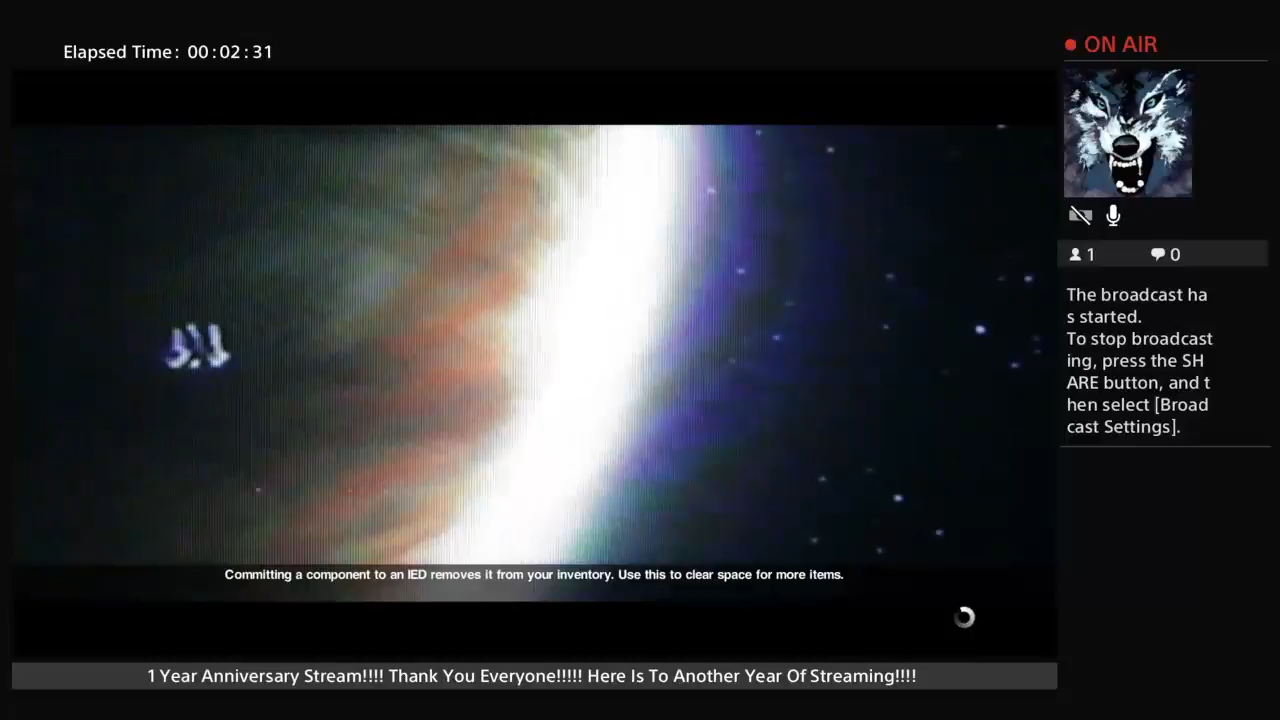 Elapsed Time: 00:02:31
ON AIR
1
0
The broadcast ha
s started.
To stop broadcast
ing, press the SH
ARE button, and t
hen select [Broad
cast Settings].
Committing a component to an IED removes it from your inventory. Use this to clear space for more items.
1 Year Anniversary Stream!!!! Thank You Everyone!!!!! Here Is To Another Year Of Streaming!!!!